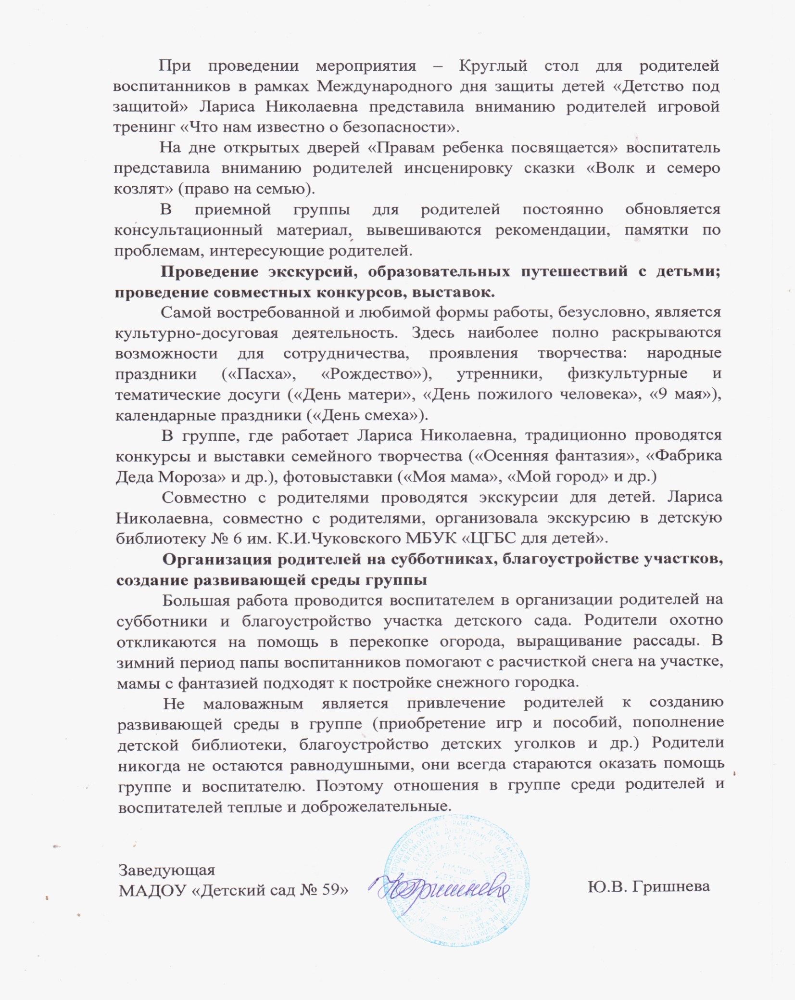 При проведении мероприятия – Круглый стол для родителей
воспитанников в рамках Международного дня защиты детей «Детство под
защитой» Лариса Николаевна представила вниманию родителей игровой
тренинг «Что нам известно о безопасности».
На дне открытых дверей «Правам ребенка посвящается» воспитатель
представила вниманию родителей инсценировку сказки «Волк и семеро
козлят» (право на семью).
В приемной группы для родителей постоянно обновляется
консультационный материал, вывешиваются рекомендации, памятки по
проблемам, интересующие родителей.
Проведение экскурсий, образовательных путешествий с детьми;
проведение совместных конкурсов, выставок.
Самой востребованной и любимой формы работы, безусловно, является
культурно-досуговая деятельность. Здесь наиболее полно раскрываются
возможности для сотрудничества, проявления творчества: народные
праздники («Пасха», «Рождество»), утренники, физкультурные и
тематические досуги («День матери», «День пожилого человека», «9 мая»),
календарные праздники («День смеха»).
В группе, где работает Лариса Николаевна, традиционно проводятся
конкурсы и выставки семейного творчества («Осенняя фантазия», «Фабрика
Деда Мороза» и др.), фотовыставки («Моя мама», «Мой город» и др.)
Совместно с родителями проводятся экскурсии для детей. Лариса
Николаевна, совместно с родителями, организовала экскурсию в детскую
библиотеку № 6 им. К.И.Чуковского МБУК «ЦГБС для детей».
Организация родителей на субботниках, благоустройстве участков,
создание развивающей среды группы
Большая работа проводится воспитателем в организации родителей на
субботники и благоустройство участка детского сада. Родители охотно
откликаются на помощь в перекопке огорода, выращивание рассады. В
зимний период папы воспитанников помогают с расчисткой снега на участке,
мамы с фантазией подходят к постройке снежного городка.
Не маловажным является привлечение родителей к созданию
развивающей среды в группе (приобретение игр и пособий, пополнение
детской библиотеки, благоустройство детских уголков и др.) Родители
никогда не остаются равнодушными, они всегда стараются оказать помощь
группе и воспитателю. Поэтому отношения в группе среди родителей и
воспитателей теплые и доброжелательные.
Заведующая
МАДОУ «Детский сад № 59»
Ю.В. Гришнева